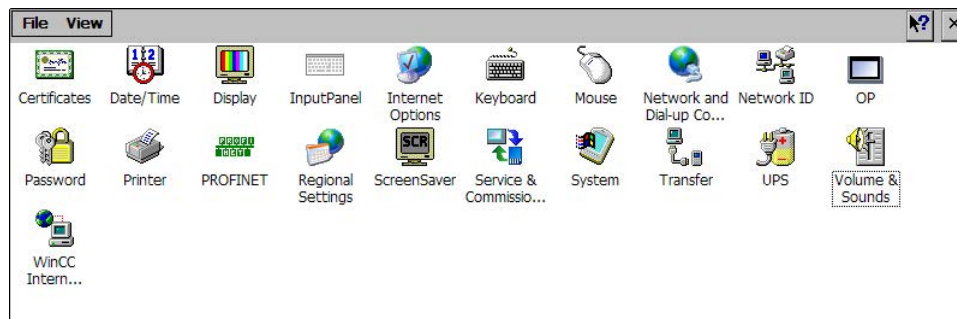 File View
Certificates Date/Time Display InputPanel Internet Options Keyboard Mouse Network and Dial-up Co... Network ID OP
SCR
Password Printer PROFINET Regional Settings ScreenSaver Service & Commissio... System Transfer UPS Volume & Sounds
WinCC Intern...